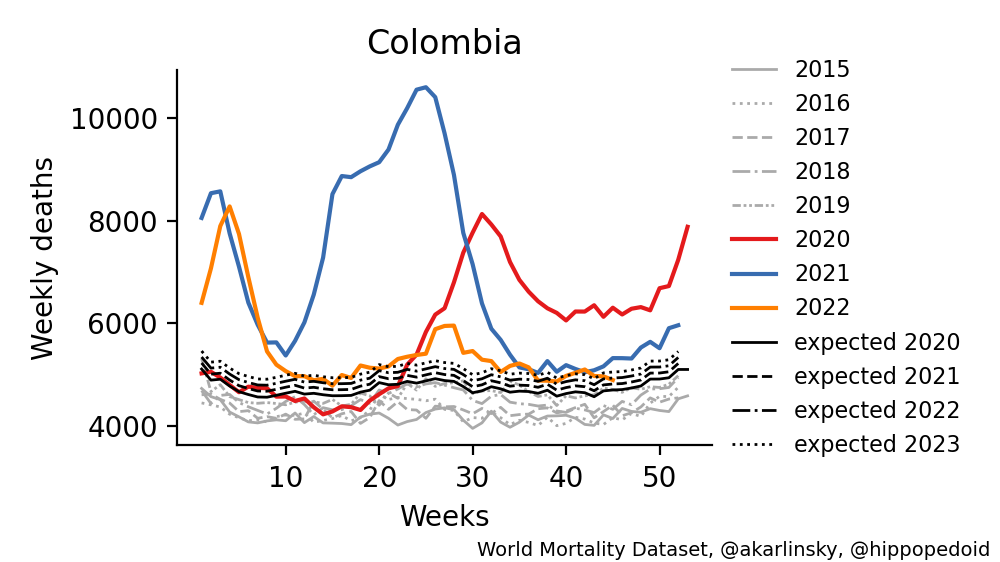 Colombia
Weekly deaths
10000
8000
6000
4000
10
20
30
40
50
Weeks
2015
2016
2017
2018
2019
2020
2021
2022
expected 2020
expected 2021
expected 2022
expected 2023
World Mortality Dataset, @akarlinsky, @hippopedoid